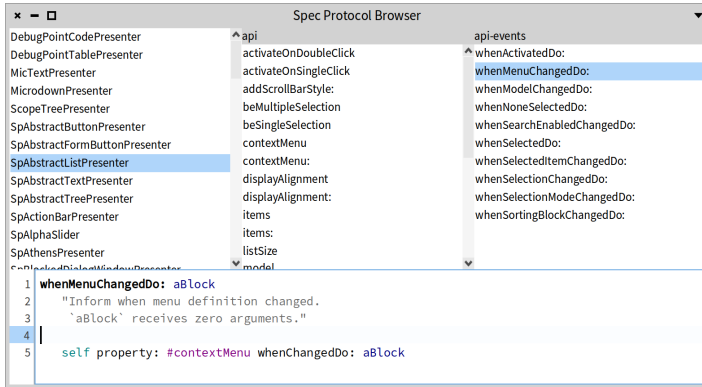 Spec Protocol Browser
DebugPointCodePresenter
DebugPointTablePresenter
MicTextPresenter
MicrodownPresenter
ScopeTreePresenter
SpAbstractButtonPresenter
SpAbstractFormButtonPresenter
SpAbstractListPresenter
SpAbstractTextPresenter
SpAbstractTreePresenter
SpActionBarPresenter
SpAlphaSlider
SpAthensPresenter
SpBlockedDialogWindowPresenter
api
activateOnDoubleClick
activateOnSingleClick
addScrollBarStyle:
beMultipleSelection
beSingleSelection
contextMenu
contextMenu:
displayAlignment
displayAlignment:
items
items:
listSize
model
api-events
whenActivatedDo:
whenMenuChangedDo:
whenModelChangedDo:
whenNoneSelectedDo:
whenSearchEnabledChangedDo:
whenSelectedDo:
whenSelectedItemChangedDo:
whenSelectionChangedDo:
whenSelectionModeChangedDo:
whenSortingBlockChangedDo:
1 whenMenuChangedDo: aBlock
2 "Inform when menu definition changed.
3 `aBlock` receives zero arguments."
4
5 self property: #contextMenu whenChangedDo: aBlock